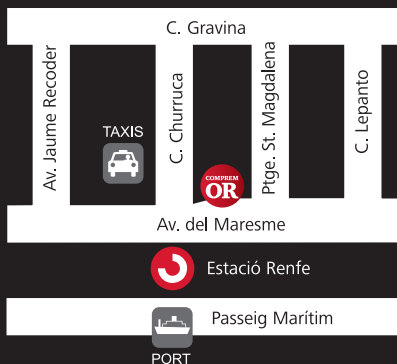 C. Gravina
Av. Jaume Recoder
TAXIS
C. Churruca
COMPREM
OR
Ptge. St. Magdalena
C. Lepanto
Av. del Maresme
Estació Renfe
Passeig Marítim
PORT